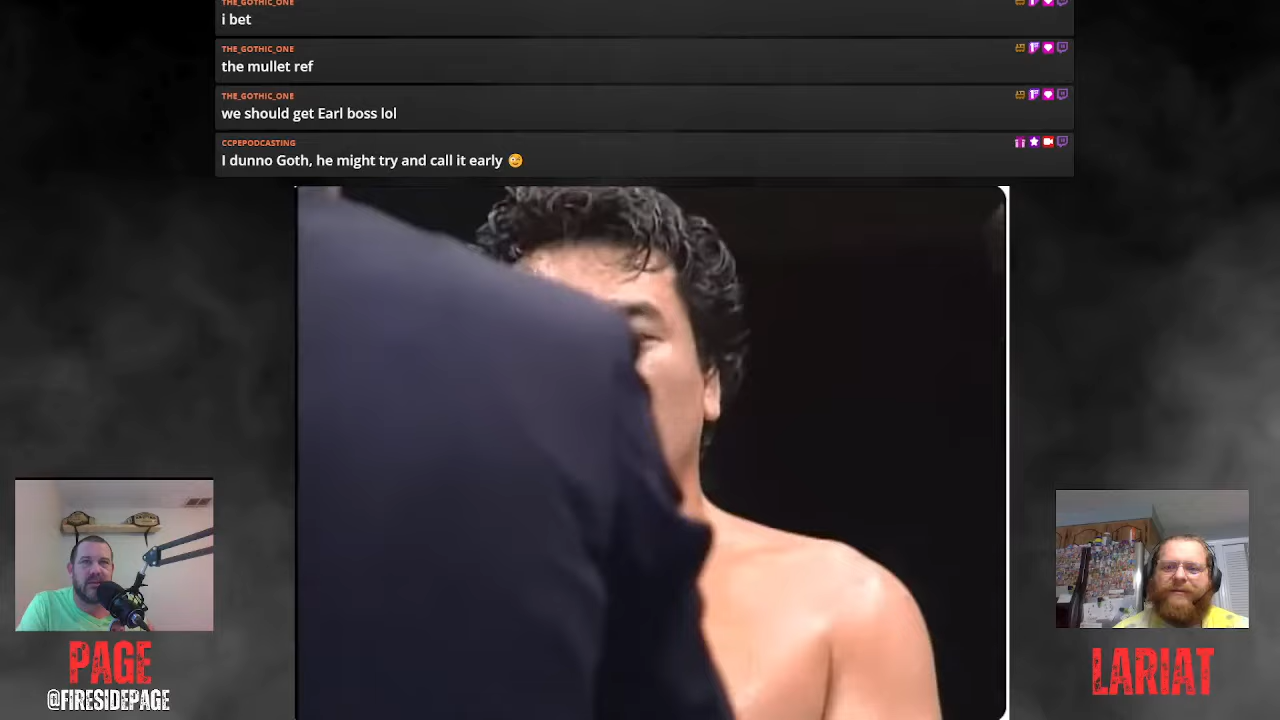 THE_GOTHIC_ONE
i bet
THE_GOTHIC_ONE
the mullet ref
THE_GOTHIC_ONE
we should get Earl boss lol
CCPEPODCASTING
I dunno Goth, he might try and call it early
PAGE
@FIRESIDEPAGE
LARIAT